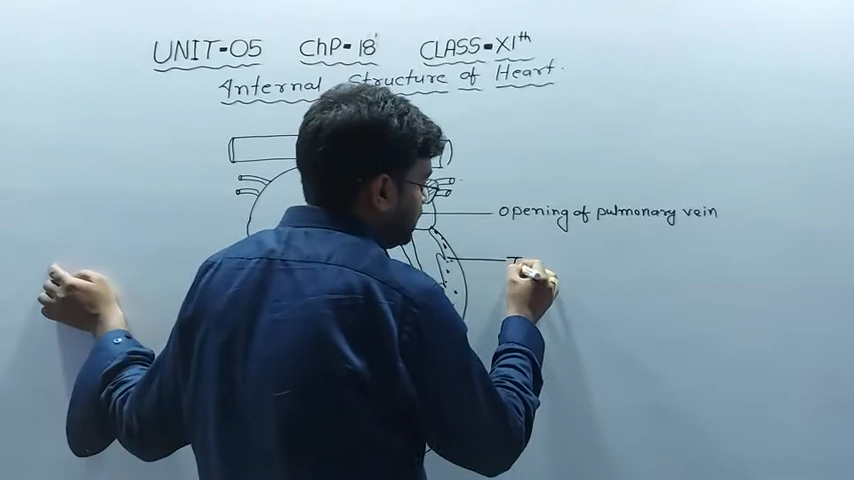 UNIT-05 ChP-18 CLASS-XIth
Internal Structure of Heart
Opening of pulmonary vein